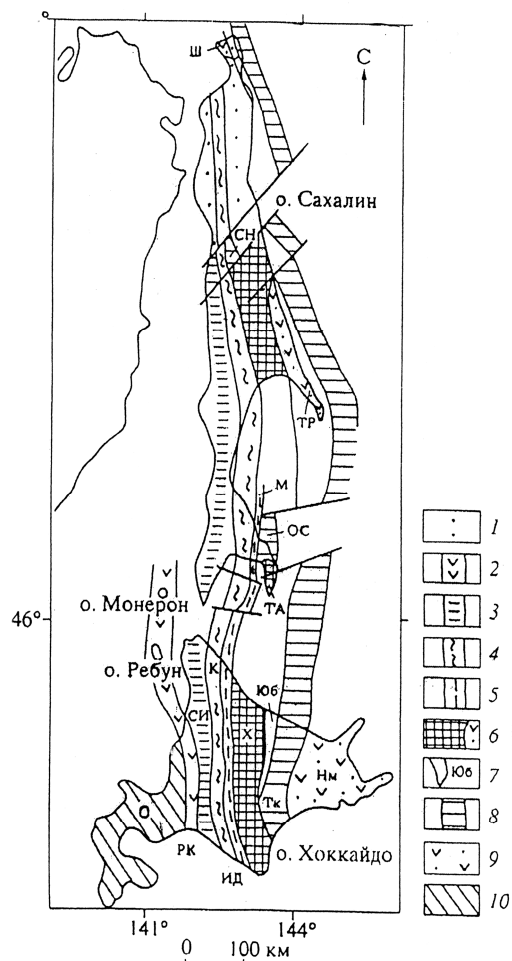 °
Ш
С
о. Сахалин
СН
ТР
М
ОС
ТА
46°
о. Монерон
о. Ребун
К
СИ
Юб
Х
Нм
Тк
РК
ИД
о. Хоккайдо
141°
144°
0 100 км
1
2
3
4
5
6
Юб 7
8
9
10